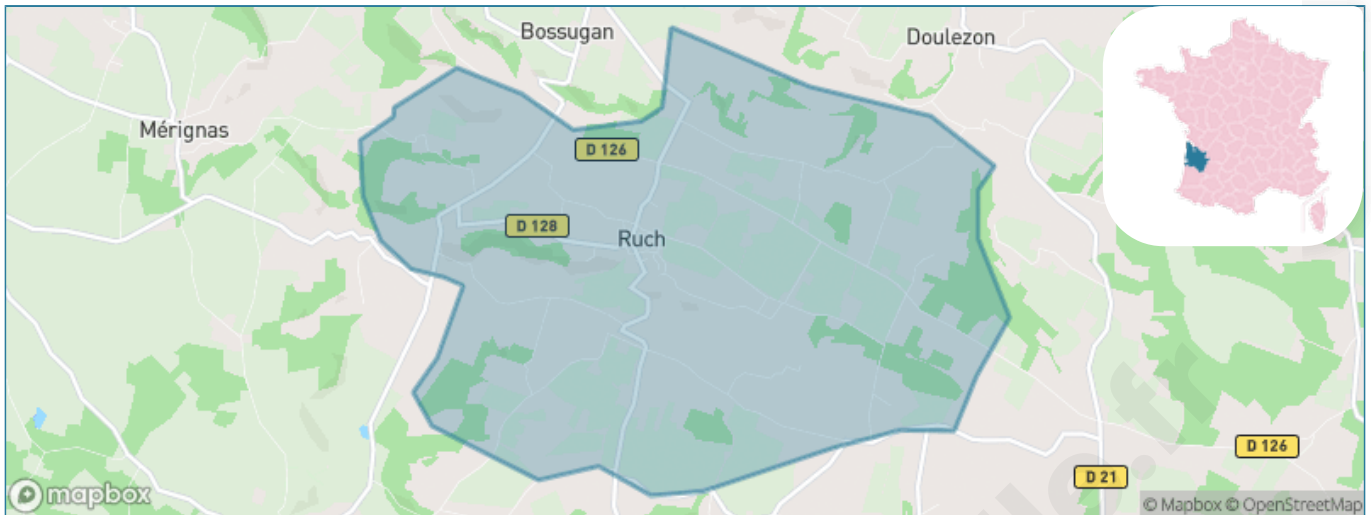 Bossugan
Doulezon
Mérignas
D 126
D 128
Ruch
D 126
D 21
mapbox
© Mapbox © OpenStreetMap